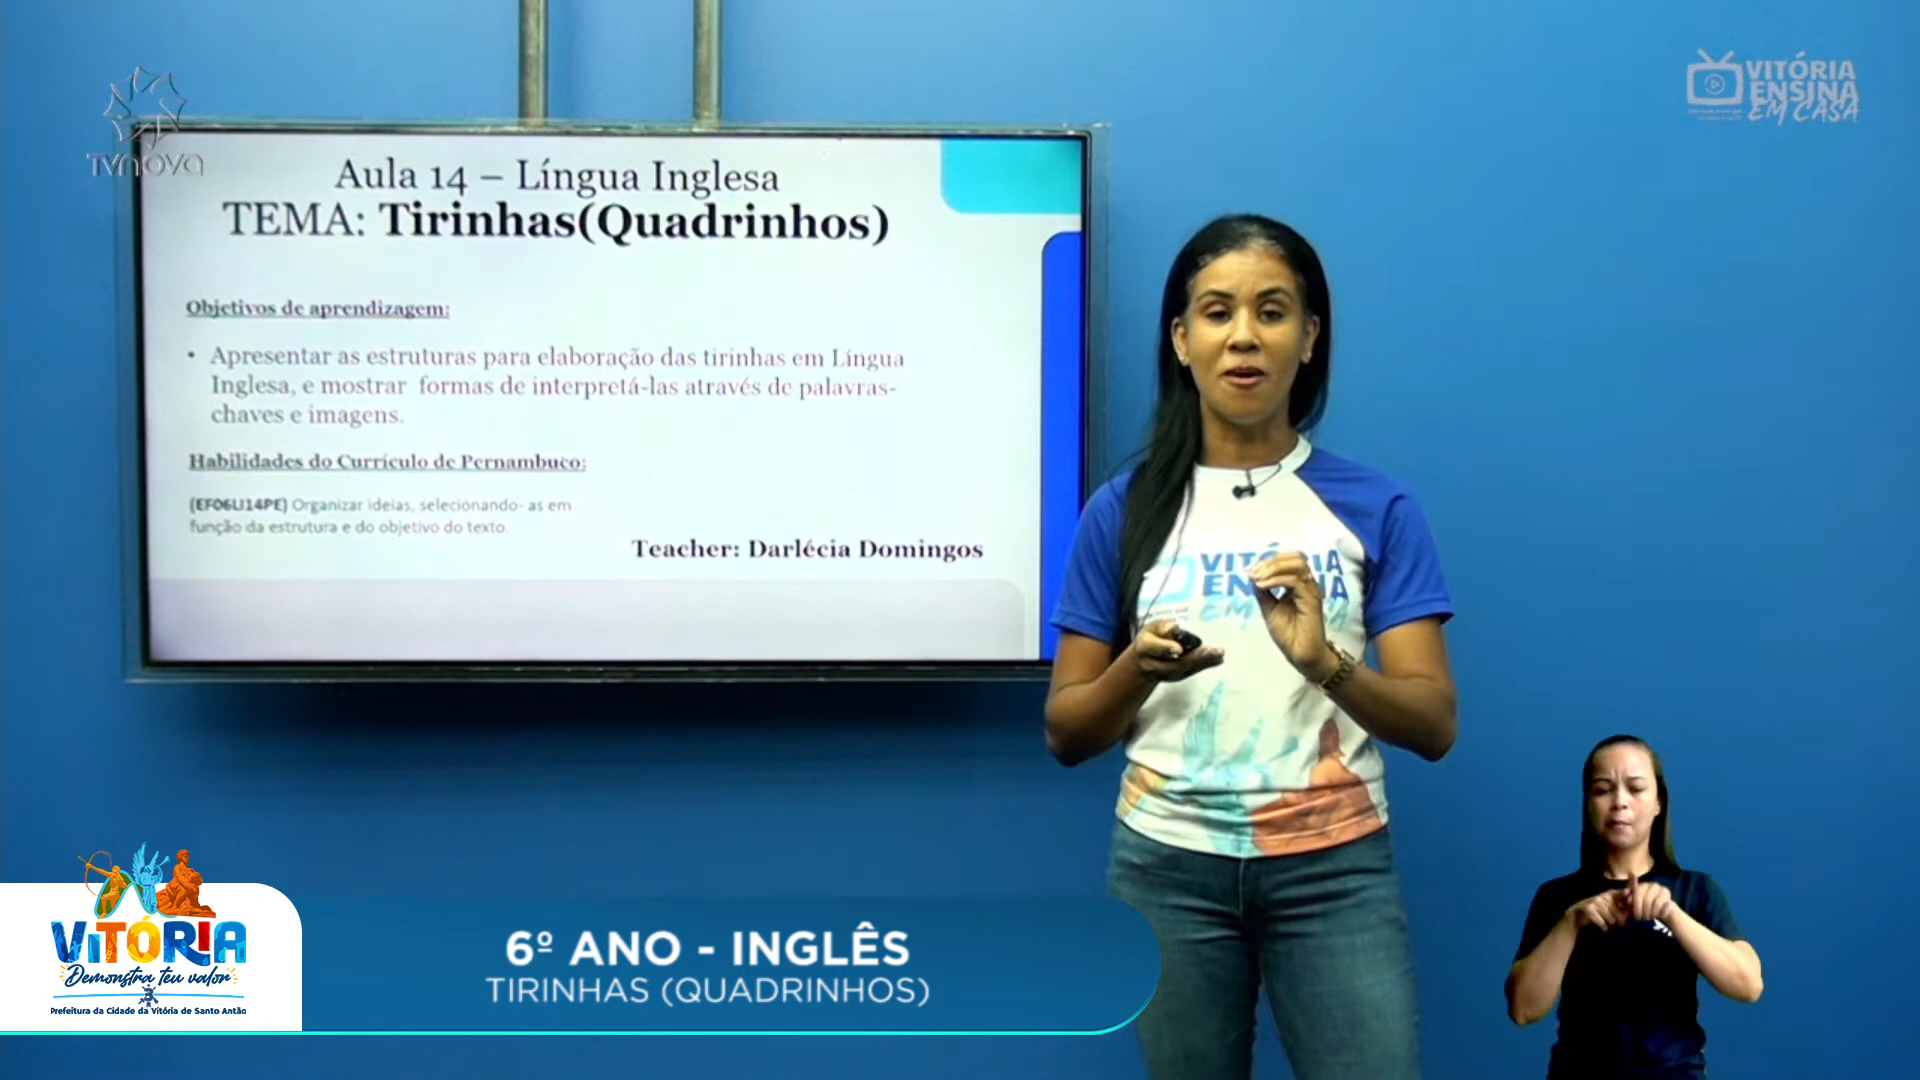 TVNOVA
VITÓRIA
ENSINA
EM CASA
Aula 14 – Língua Inglesa
TEMA: Tirinhas(Quadrinhos)
Objetivos de aprendizagem:
• Apresentar as estruturas para elaboração das tirinhas em Língua
Inglesa, e mostrar formas de interpretá-las através de palavras-
chaves e imagens.
Habilidades do Currículo de Pernambuco:
(EF06LI14PE) Organizar ideias, selecionando- as em
função da estrutura e do objetivo do texto.
Teacher: Darlécia Domingos
VITÓRIA
Demonstra teu valor
Prefeitura da Cidade da Vitória de Santo Antão
6º ANO - INGLÊS
TIRINHAS (QUADRINHOS)